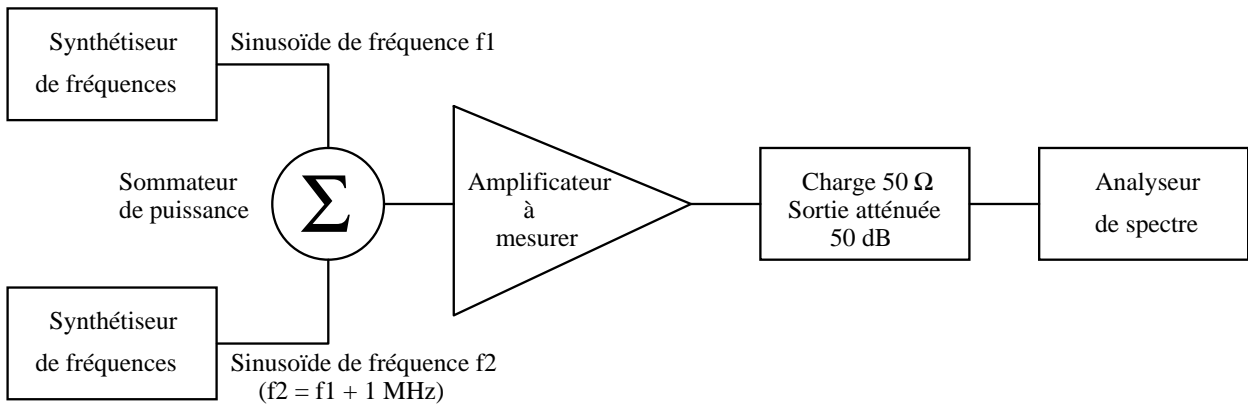 Synthétiseur
de fréquences
Sinusoïde de fréquence f1
Sommateur
de puissance
Σ
Amplificateur
à
mesurer
Charge 50 Ω
Sortie atténuée
50 dB
Analyseur
de spectre
Synthétiseur
de fréquences
Sinusoïde de fréquence f2
(f2 = f1 + 1 MHz)